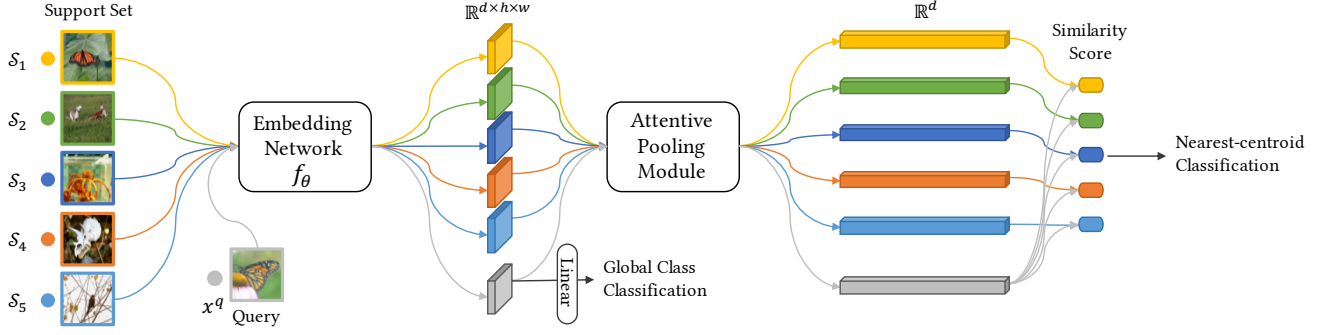 Support Set
𝒮₁
𝒮₂
𝒮₃
𝒮₄
𝒮₅
x^q
Query
Embedding
Network
f_θ
ℝ^{d×h×w}
Linear
Global Class
Classification
Attentive
Pooling
Module
ℝ^d
Similarity
Score
Nearest-centroid
Classification